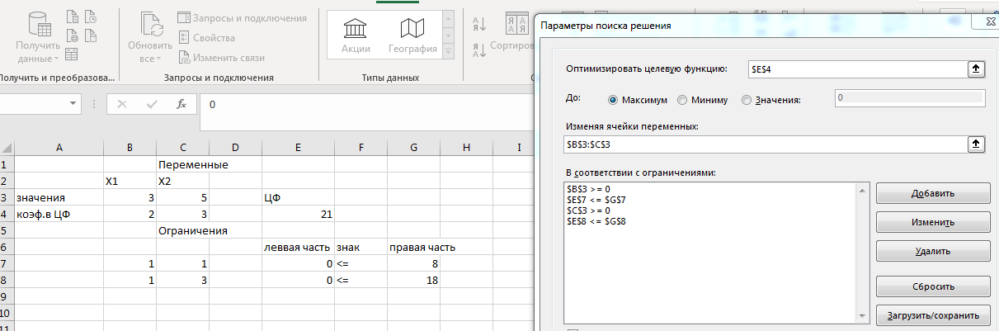 Получить данные
Запросы и подключения
Свойства
Изменить связи
Обновить все
Акции
География
Сортиров
Получить и преобразова...
Запросы и подключения
Типы данных
fx 0
A B C D E F G H I
1 Переменные
2 X1 X2
3 значения 3 5 ЦФ
4 коэф.в ЦФ 2 3 21
5 Ограничения
6 леввая часть знак правая часть
7 1 1 0 <= 8
8 1 3 0 <= 18
9
10
11
Параметры поиска решения
Оптимизировать целевую функцию: $E$4
До: Максимум Миниму Значения: 0
Изменяя ячейки переменных:
$B$3:$C$3
В соответствии с ограничениями:
$B$3 >= 0
$E$7 <= $G$7
$C$3 >= 0
$E$8 <= $G$8
Добавить
Изменить
Удалить
Сбросить
Загрузить/сохранить